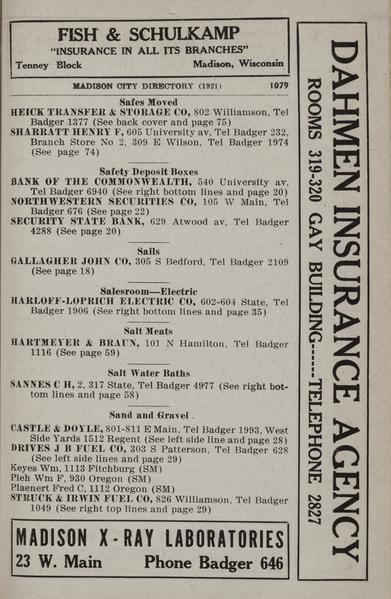 FISH & SCHULKAMP
"INSURANCE IN ALL ITS BRANCHES"
Tenney Block Madison, Wisconsin
MADISON CITY DIRECTORY (1921) 1079
Safes Moved
HEICK TRANSFER & STORAGE CO, 802 Williamson, Tel
Badger 1377 (See back cover and page 75)
SHARRATT HENRY F, 605 University av, Tel Badger 232,
Branch Store No 2, 309 E Wilson, Tel Badger 1974
(See page 74)
Safety Deposit Boxes
BANK OF THE COMMONWEALTH, 540 University av,
Tel Badger 6940 (See right bottom lines and page 20)
NORTHWESTERN SECURITIES CO, 105 W Main, Tel
Badger 676 (See page 22)
SECURITY STATE BANK, 629 Atwood av, Tel Badger
4288 (See page 20)
Sails
GALLAGHER JOHN CO, 305 S Bedford, Tel Badger 2109
(See page 18)
Salesroom—Electric
HARLOFF-LOPRICH ELECTRIC CO, 602-604 State, Tel
Badger 1906 (See right bottom lines and page 35)
Salt Meats
HARTMEYER & BRAUN, 101 N Hamilton, Tel Badger
1116 (See page 59)
Salt Water Baths
SANNES C H, 2, 317 State, Tel Badger 4977 (See right bot-
tom lines and page 58)
Sand and Gravel
CASTLE & DOYLE, 801-811 E Main, Tel Badger 1993, West
Side Yards 1512 Regent (See left side line and page 28)
DRIVES J B FUEL CO, 303 S Patterson, Tel Badger 628
(See left side lines and page 29)
Keyes Wm, 1113 Fitchburg (SM)
Pieh Wm F, 930 Oregon (SM)
Plaenert Fred C, 1112 Oregon (SM)
STRUCK & IRWIN FUEL CO, 826 Williamson, Tel Badger
1049 (See right top lines and page 29)
MADISON X-RAY LABORATORIES
23 W. Main Phone Badger 646
DAHMEN INSURANCE AGENCY
ROOMS 319-320 GAY BUILDING------TELEPHONE 2827